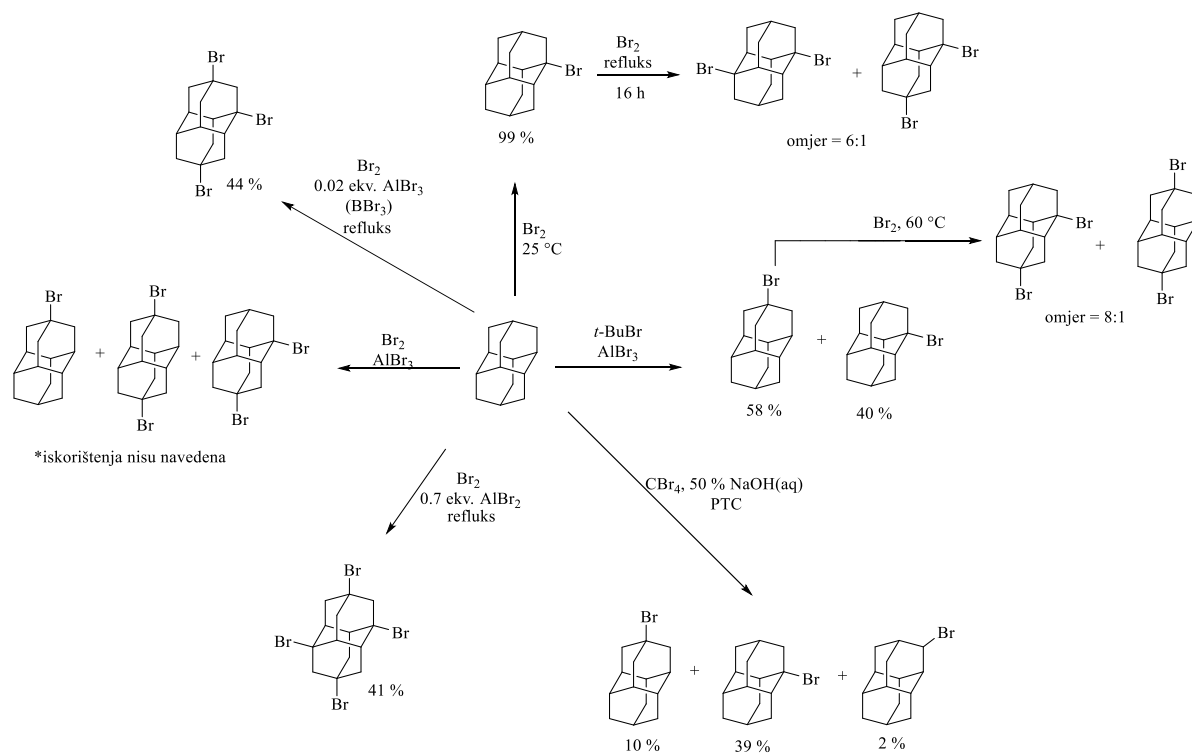 Br
Br
Br
44 %
Br
99 %
Br2
refluks
16 h
Br
Br
+
Br
Br
omjer = 6:1
Br2
0.02 ekv. AlBr3
(BBr3)
refluks
Br2
25 °C
Br2, 60 °C
Br
Br
+
Br
Br
omjer = 8:1
Br
+
Br
Br
+
Br
Br
*iskorištenja nisu navedena
Br2
AlBr3
t-BuBr
AlBr3
Br
58 %
+
Br
40 %
Br2
0.7 ekv. AlBr2
refluks
CBr4, 50 % NaOH(aq)
PTC
Br
Br
Br
Br
41 %
Br
10 %
+
Br
39 %
+
Br
2 %